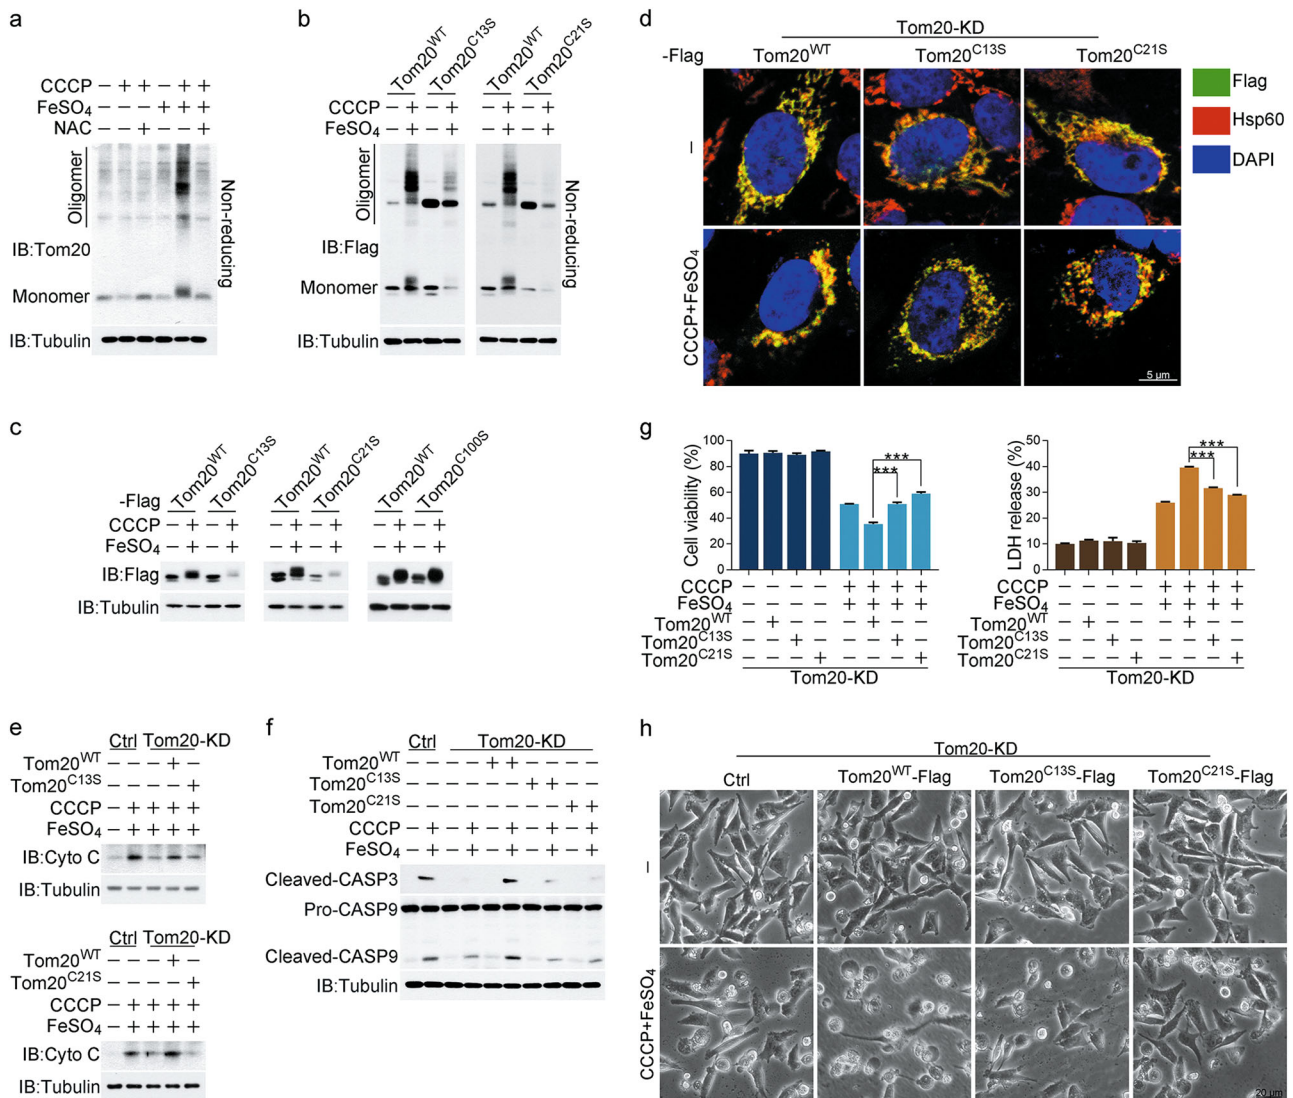 a
CCCP – + + – + +
FeSO4 – – – + + +
NAC – – + – – +
Oligomer
IB:Tom20
Monomer
Non-reducing
IB:Tubulin
b
Tom20WT Tom20C13S Tom20WT Tom20C21S
CCCP – + – + – + – +
FeSO4 – + – + – + – +
Oligomer
IB:Flag
Monomer
Non-reducing
IB:Tubulin
d
Tom20-KD
-Flag Tom20WT Tom20C13S Tom20C21S
–
CCCP+FeSO4
5 µm
Flag
Hsp60
DAPI
c
-Flag Tom20WT Tom20C13S Tom20WT Tom20C21S Tom20WT Tom20C100S
CCCP – + – + – + – + – + – +
FeSO4 – + – + – + – + – + – +
IB:Flag
IB:Tubulin
g
Cell viability (%)
100
80
60
40
20
0
***
***
CCCP – – – – + + + +
FeSO4 – – – – + + + +
Tom20WT – + – – – + – –
Tom20C13S – – + – – – + –
Tom20C21S – – – + – – – +
Tom20-KD
LDH release (%)
50
40
30
20
10
0
***
***
CCCP – – – – + + + +
FeSO4 – – – – + + + +
Tom20WT – + – – – + – –
Tom20C13S – – + – – – + –
Tom20C21S – – – + – – – +
Tom20-KD
e
Ctrl Tom20-KD
Tom20WT – – – + –
Tom20C13S – – – – +
CCCP – + + + +
FeSO4 – + + + +
IB:Cyto C
IB:Tubulin
Ctrl Tom20-KD
Tom20WT – – – + –
Tom20C21S – – – – +
CCCP – + + + +
FeSO4 – + + + +
IB:Cyto C
IB:Tubulin
f
Ctrl Tom20-KD
Tom20WT – – – – + + – – – –
Tom20C13S – – – – – – + + – –
Tom20C21S – – – – – – – – + +
CCCP – + – + – + – + – +
FeSO4 – + – + – + – + – +
Cleaved-CASP3
Pro-CASP9
Cleaved-CASP9
IB:Tubulin
h
Tom20-KD
Ctrl Tom20WT-Flag Tom20C13S-Flag Tom20C21S-Flag
–
CCCP+FeSO4
20 µm